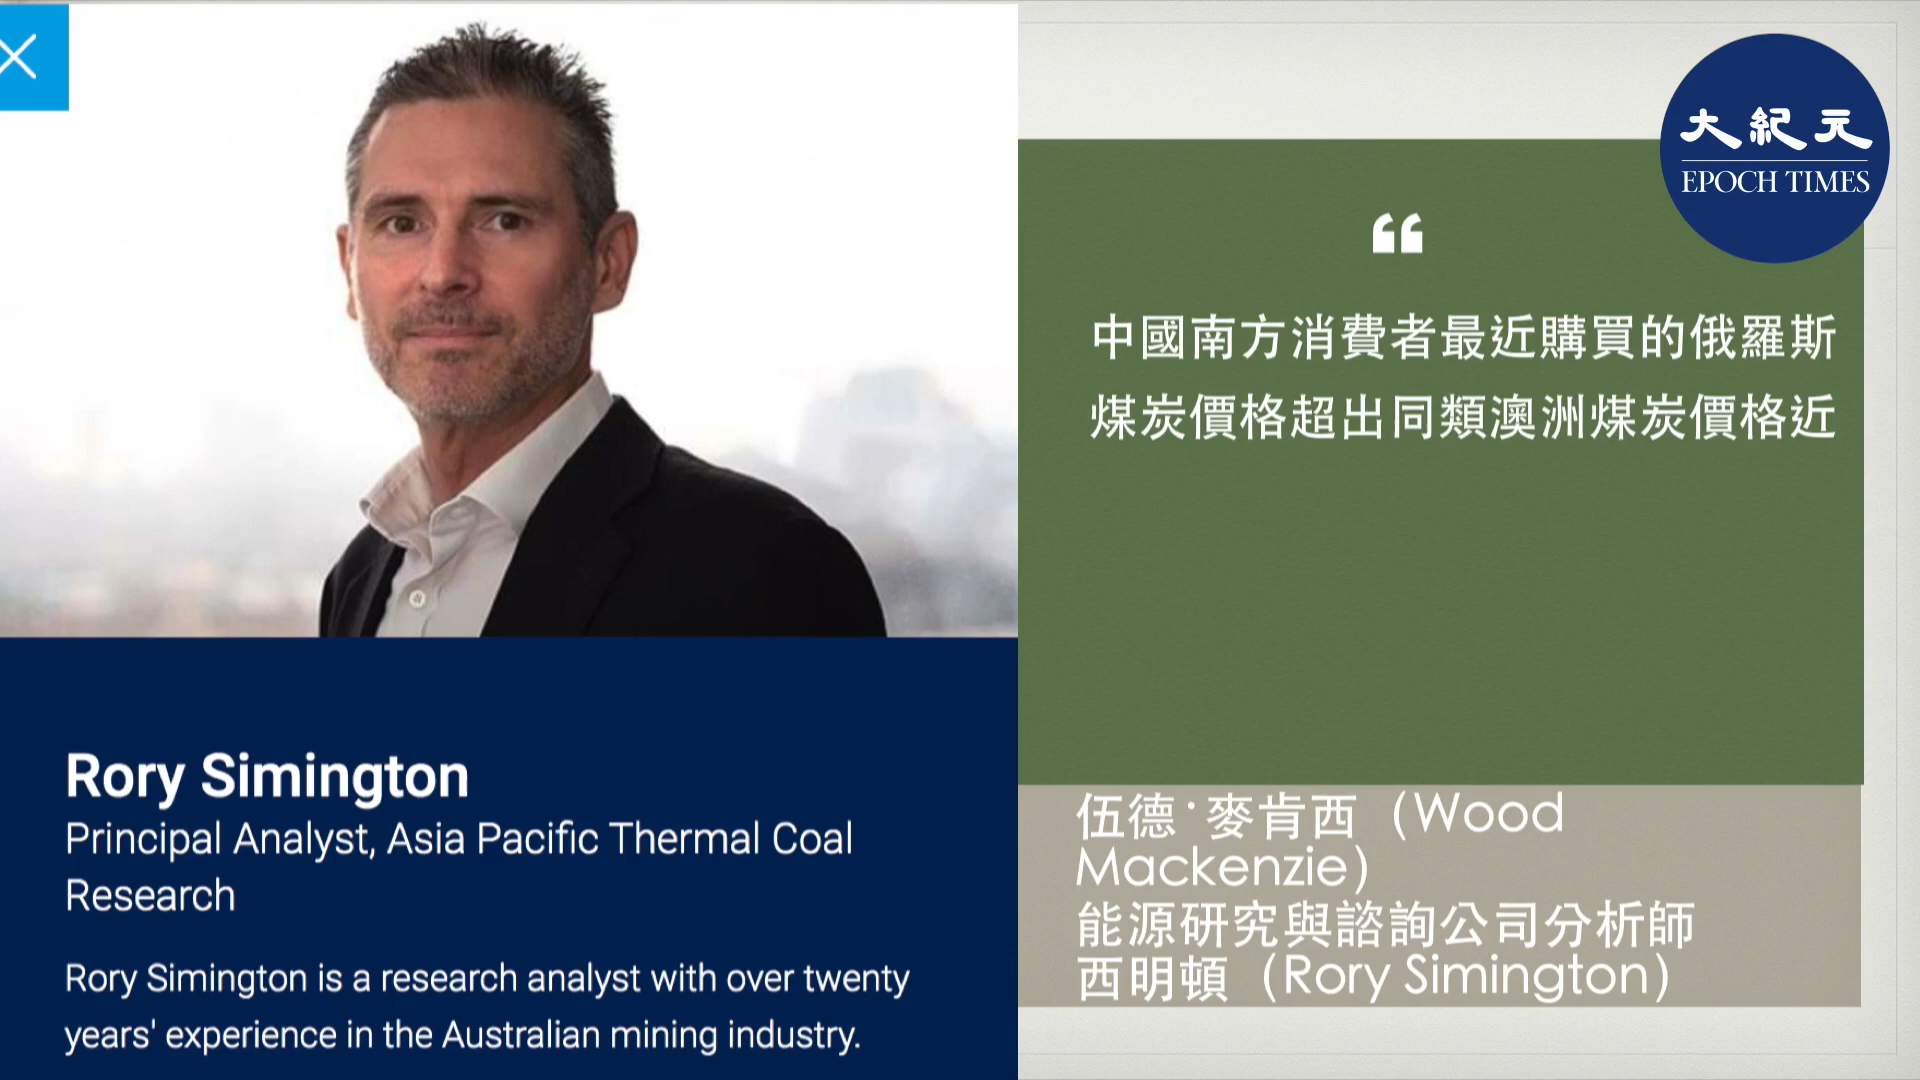 Rory Simington
Principal Analyst, Asia Pacific Thermal Coal
Research
Rory Simington is a research analyst with over twenty
years' experience in the Australian mining industry.
大紀元
EPOCH TIMES
“
中國南方消費者最近購買的俄羅斯
煤炭價格超出同類澳洲煤炭價格近
伍德˙麥肯西（Wood
Mackenzie）
能源研究與諮詢公司分析師
西明頓（Rory Simington）